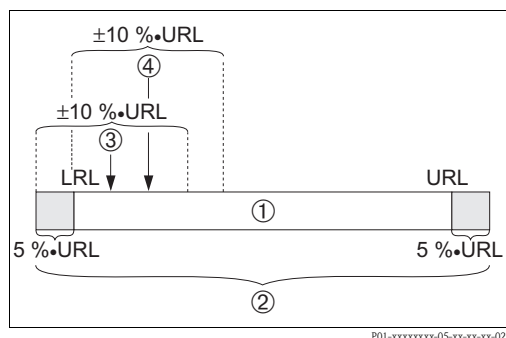 ±10 %•URL
④
±10 %•URL
③
LRL URL
①
5 %•URL 5 %•URL
②
P01-xxxxxxxx-05-xx-xx-xx-02